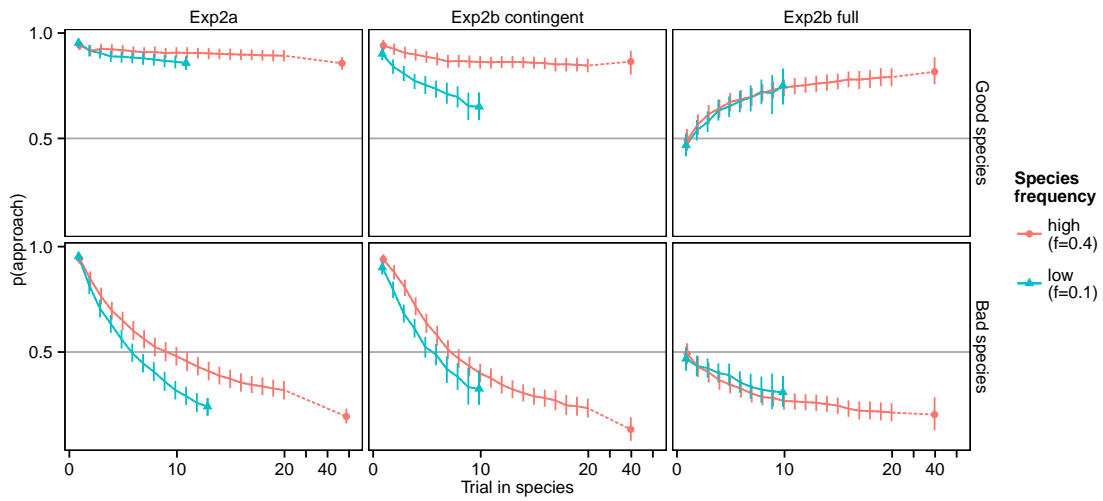 Exp2a
Exp2b contingent
Exp2b full
1.0
0.5
Good species
1.0
0.5
Bad species
p(approach)
0 10 20 40
0 10 20 40
0 10 20 40
Trial in species
Species
frequency
high
(f=0.4)
low
(f=0.1)